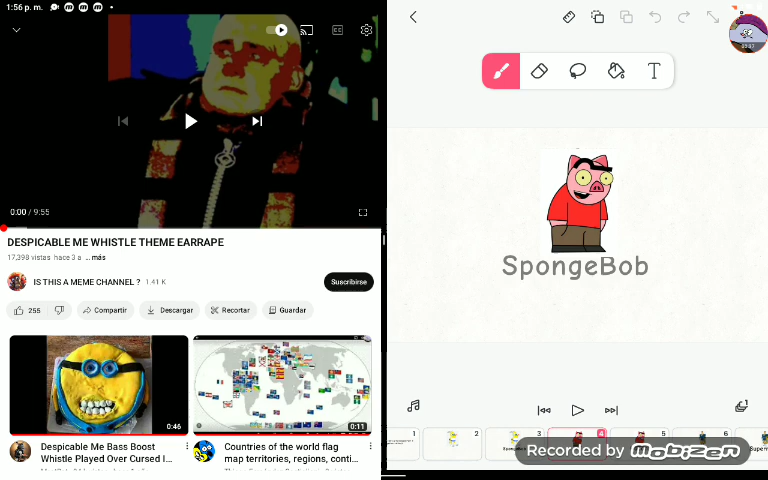 1:56 p. m.
0:00 / 9:55
DESPICABLE ME WHISTLE THEME EARRAPE
17,398 vistas hace 3 a ...más
IS THIS A MEME CHANNEL ? 1.41 K
Suscribirse
255
Compartir
Descargar
Recortar
Guardar
0:46
0:11
Despicable Me Bass Boost
Whistle Played Over Cursed I...
Countries of the world flag
map territories, regions, conti...
T
SpongeBob
1
2
3
4
5
6
Recorded by mobizen